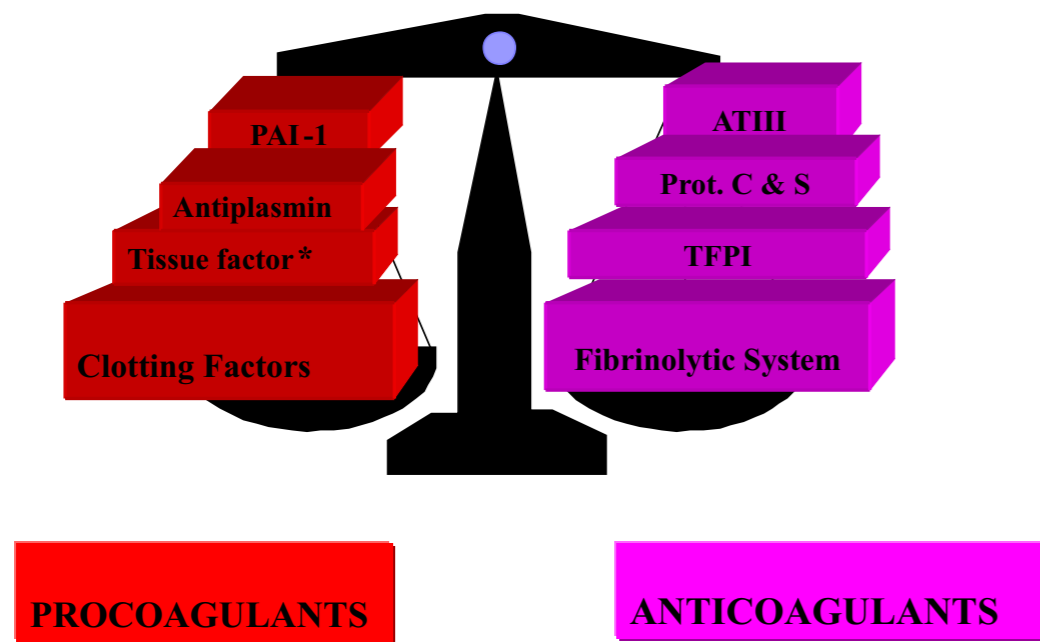 PAI-1
Antiplasmin
Tissue factor*
Clotting Factors
ATIII
Prot. C & S
TFPI
Fibrinolytic System
PROCOAGULANTS
ANTICOAGULANTS